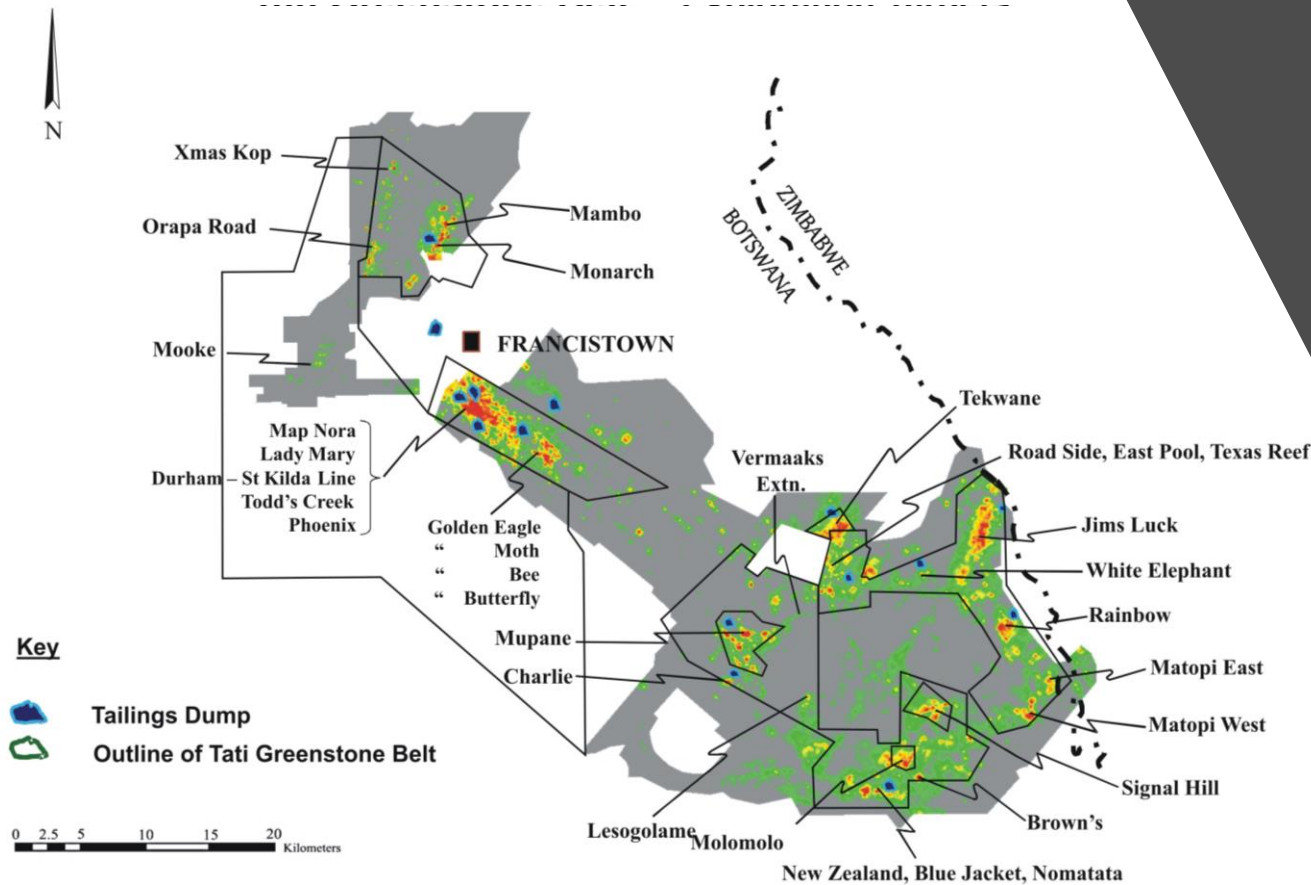 N
Xmas Kop
Orapa Road
Mambo
Monarch
ZIMBABWE
BOTSWANA
Mooke
FRANCISTOWN
Map Nora
Lady Mary
Durham – St Kilda Line
Todd's Creek
Phoenix
Golden Eagle
“ Moth
“ Bee
“ Butterfly
Vermaaks
Extn.
Tekwane
Road Side, East Pool, Texas Reef
Jims Luck
White Elephant
Rainbow
Mupane
Charlie
Matopi East
Matopi West
Signal Hill
Brown's
Lesogolame
Molomolo
New Zealand, Blue Jacket, Nomatata
Key
Tailings Dump
Outline of Tati Greenstone Belt
0 2.5 5 10 15 20
Kilometers